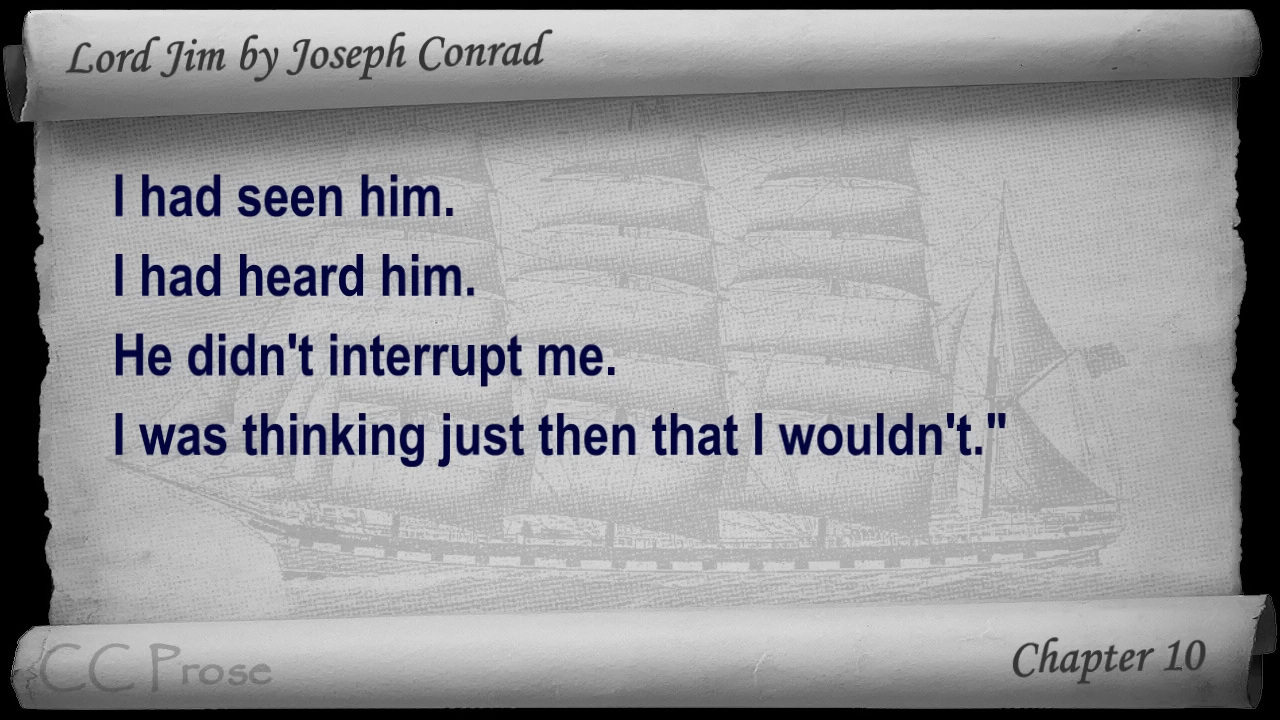 Lord Jim by Joseph Conrad
I had seen him.
I had heard him.
He didn't interrupt me.
I was thinking just then that I wouldn't."
CC Prose
Chapter 10